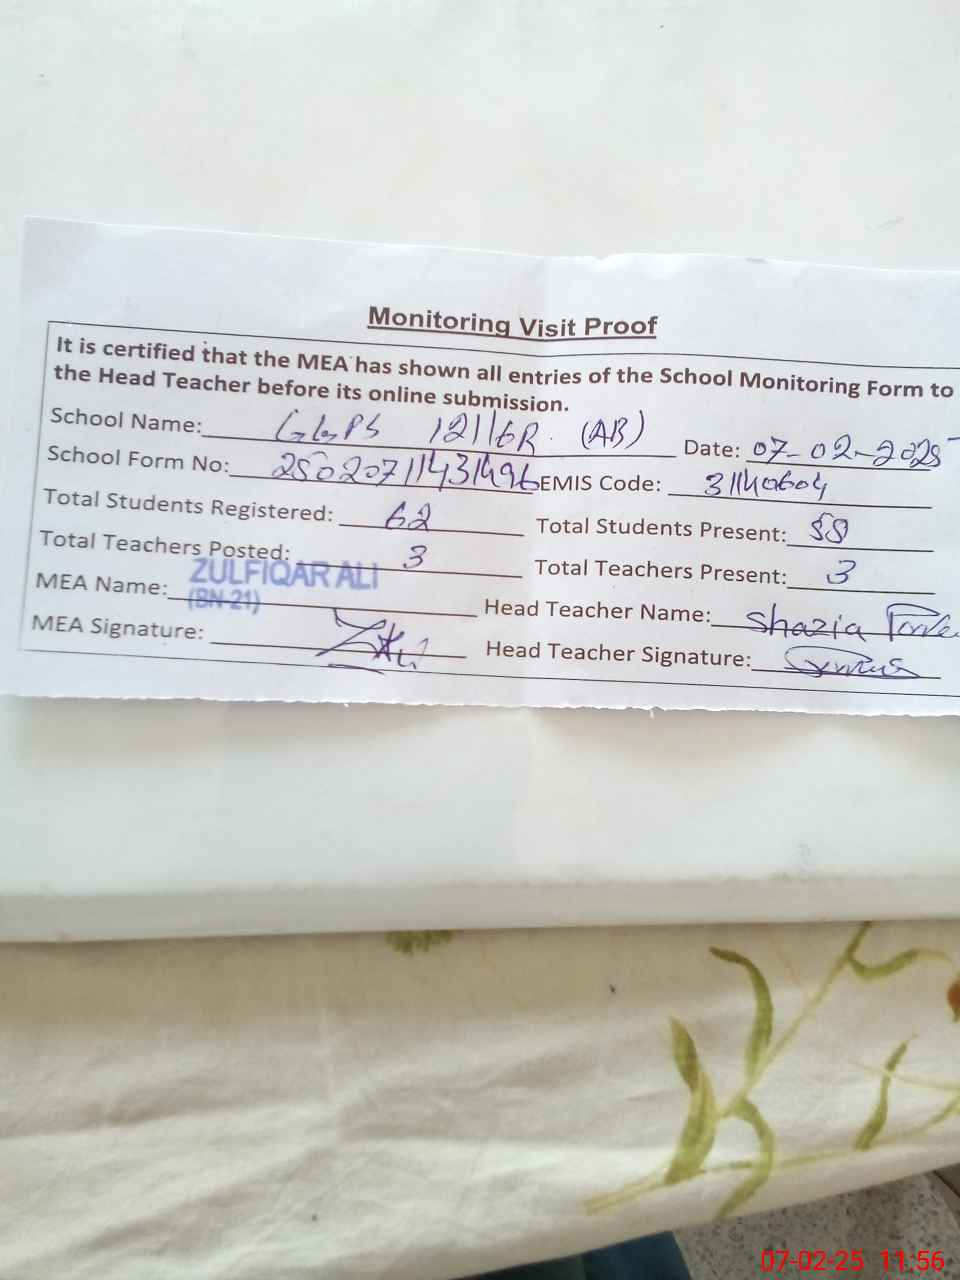 Monitoring Visit Proof
It is certified that the MEA has shown all entries of the School Monitoring Form to
the Head Teacher before its online submission.
School Name: GGPS 121/6R (AB) Date: 07-02-2025
School Form No: 25020711431496 EMIS Code: 31140604
Total Students Registered: 62 Total Students Present: 58
Total Teachers Posted: 3 Total Teachers Present: 3
MEA Name: ZULFIQAR ALI Head Teacher Name: Shazia
(BN-21)
MEA Signature: Head Teacher Signature:
07-02-25 11:56